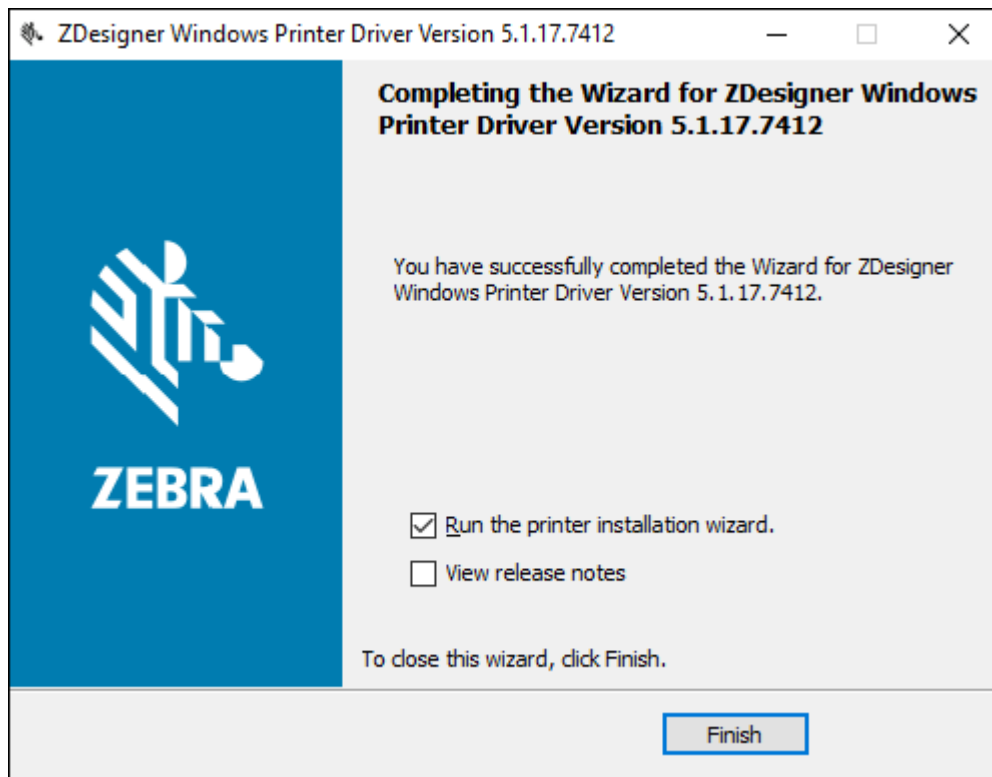 ZDesigner Windows Printer Driver Version 5.1.17.7412
Completing the Wizard for ZDesigner Windows
Printer Driver Version 5.1.17.7412
You have successfully completed the Wizard for ZDesigner
Windows Printer Driver Version 5.1.17.7412.
ZEBRA
Run the printer installation wizard.
View release notes
To close this wizard, click Finish.
Finish